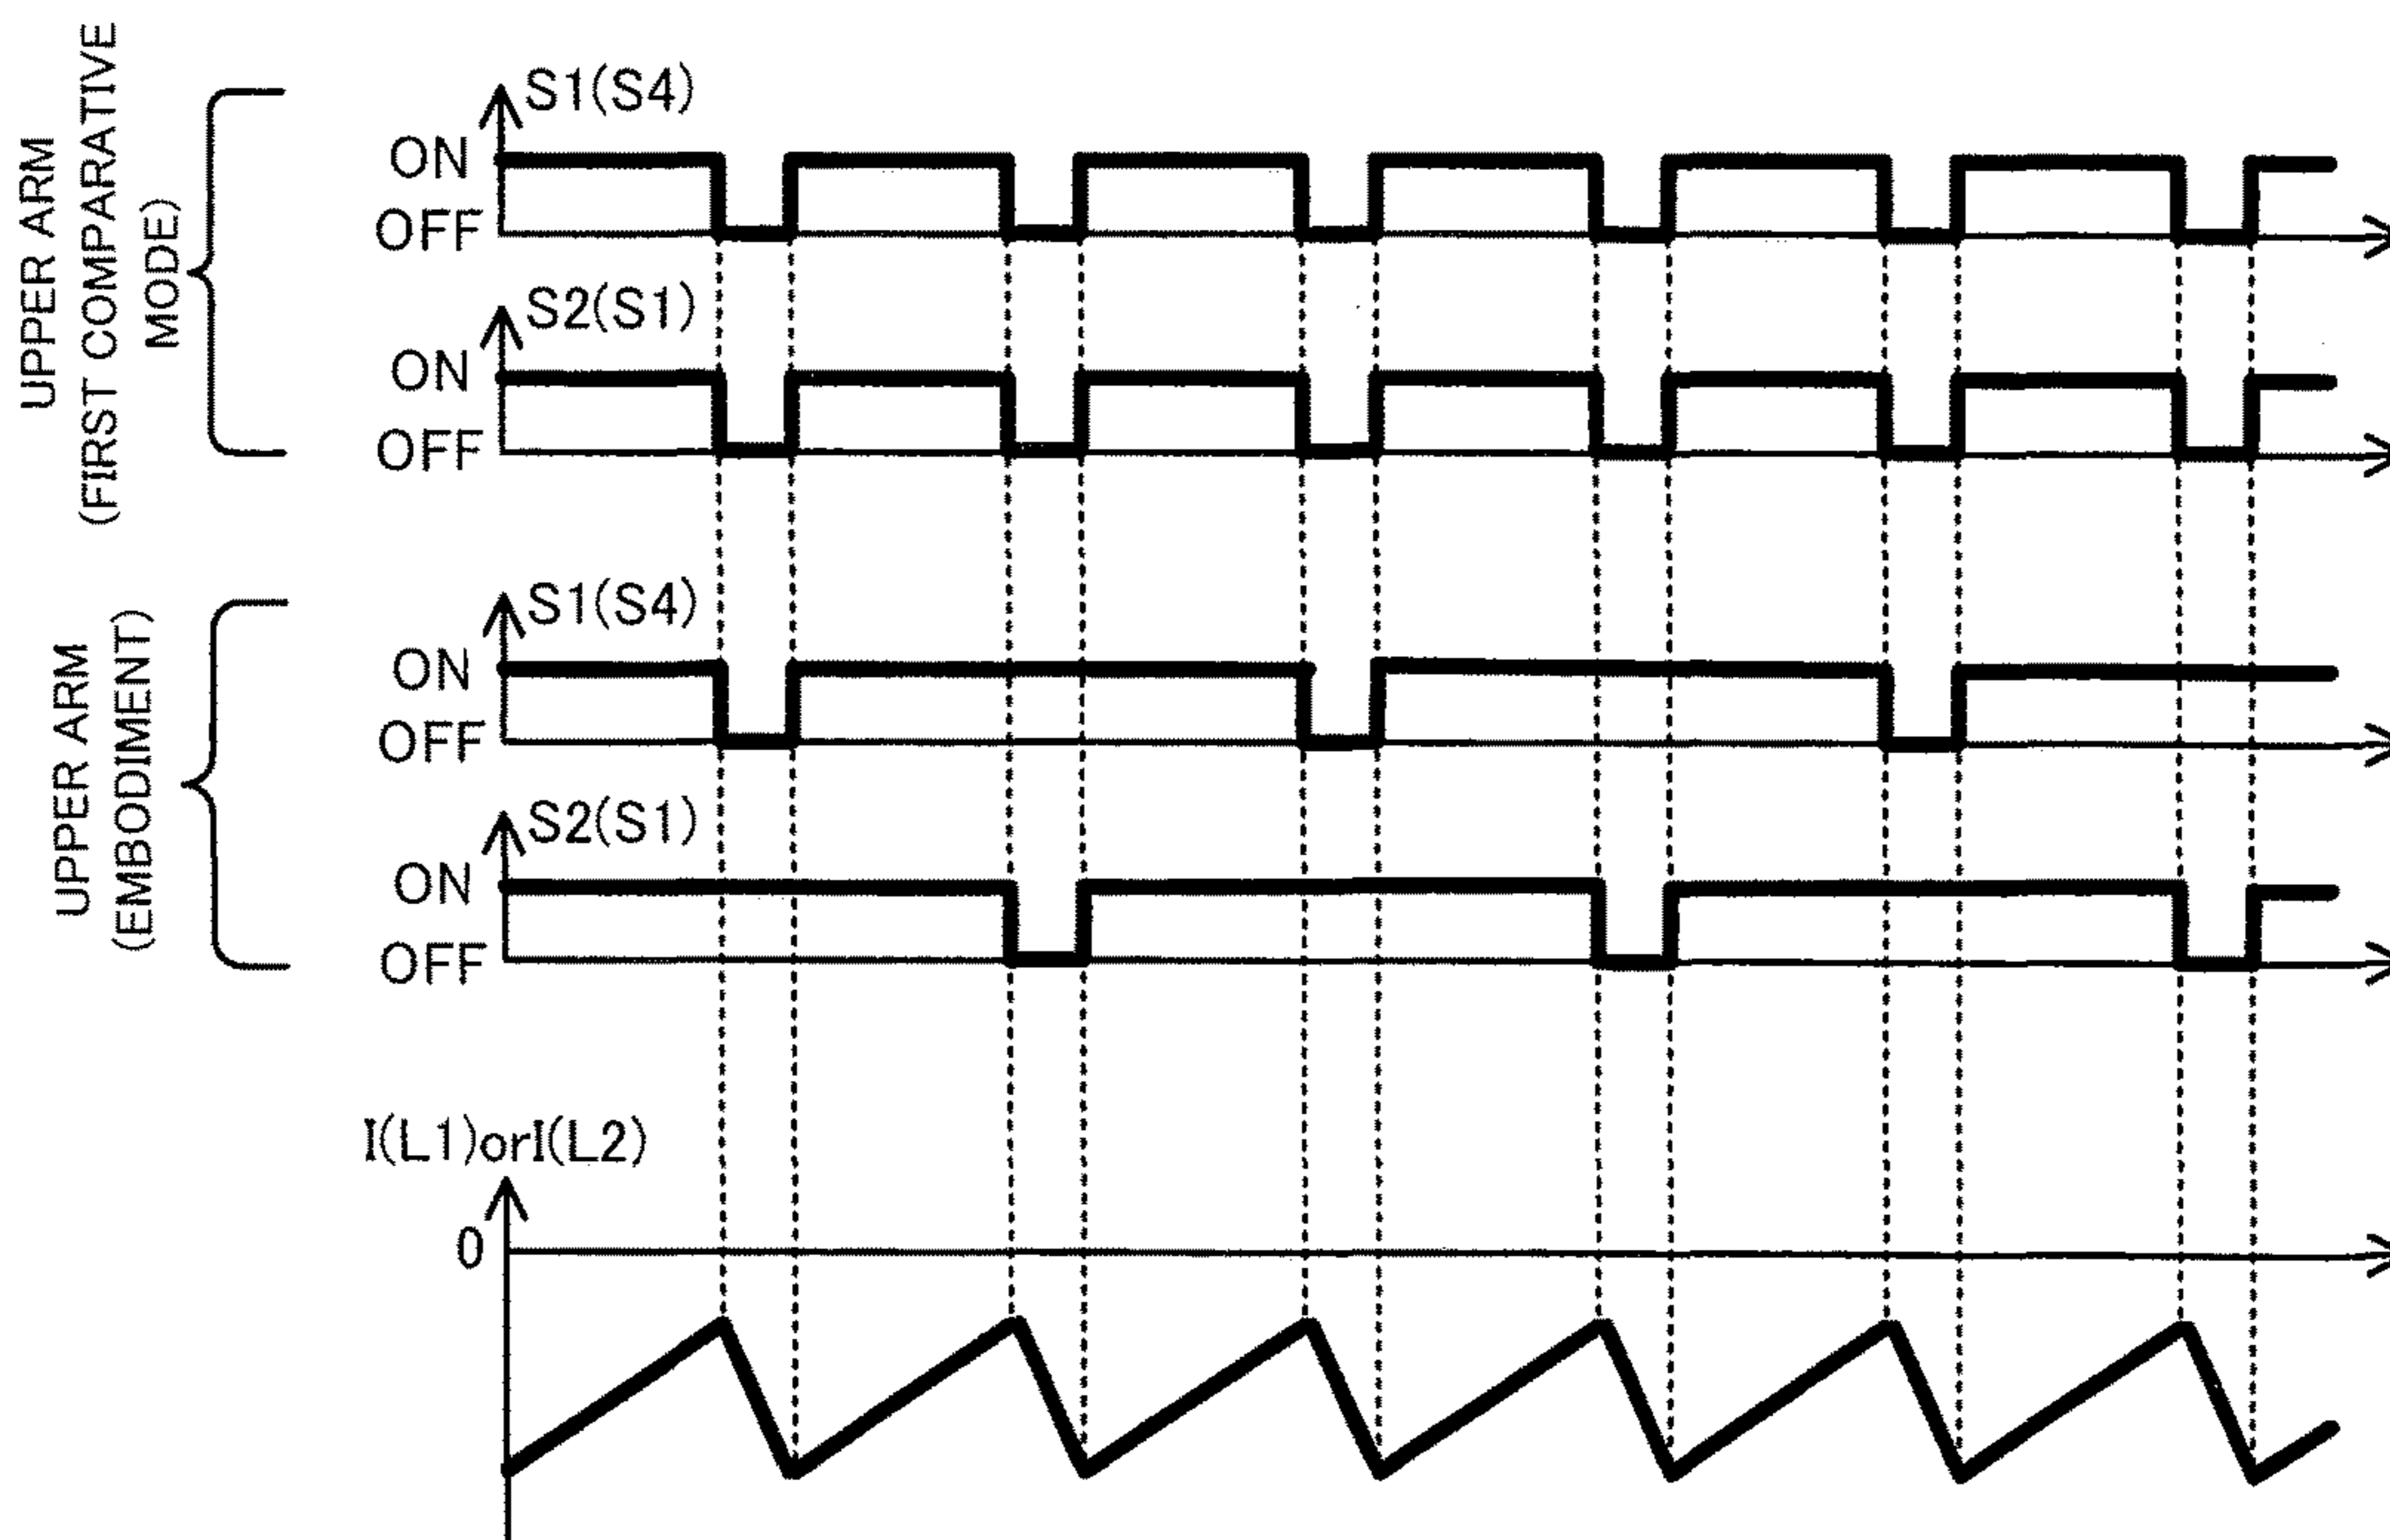 UPPER ARM
(FIRST COMPARATIVE
MODE)
S1(S4)
ON
OFF
S2(S1)
ON
OFF
UPPER ARM
(EMBODIMENT)
S1(S4)
ON
OFF
S2(S1)
ON
OFF
I(L1)orI(L2)
0